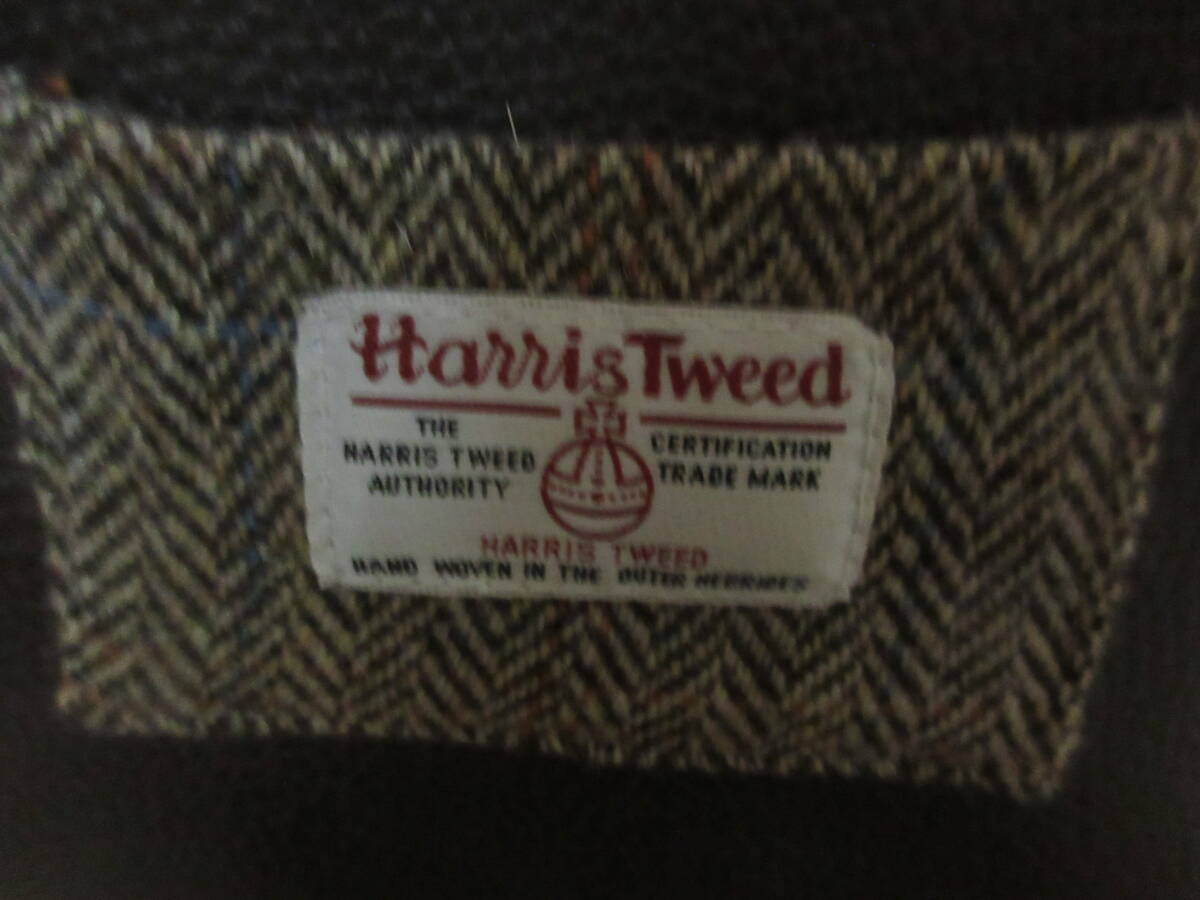 Harris Tweed
THE
HARRIS TWEED
AUTHORITY
CERTIFICATION
TRADE MARK
HARRIS TWEED
HAND WOVEN IN THE OUTER HEBRIDES